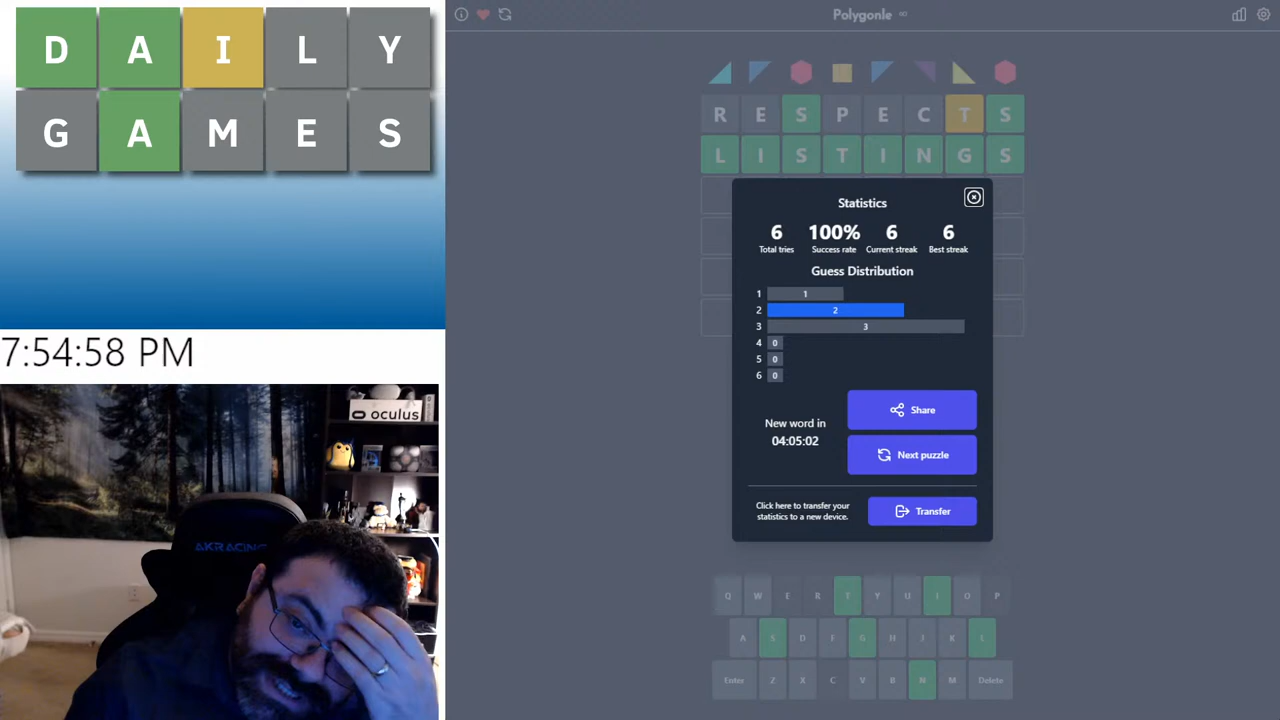 D A I L Y
G A M E S
7:54:58 PM
oculus
AKRACING
Polygonle
R E S P E C T S
L I S T I N G S
Statistics
6 100% 6 6
Total tries Success rate Current streak Best streak
Guess Distribution
1 1
2 2
3 3
4 0
5 0
6 0
New word in
04:05:02
Share
Next puzzle
Click here to transfer your
statistics to a new device.
Transfer
Q W E R T Y U I O P
A S D F G H J K L
Enter Z X C V B N M Delete